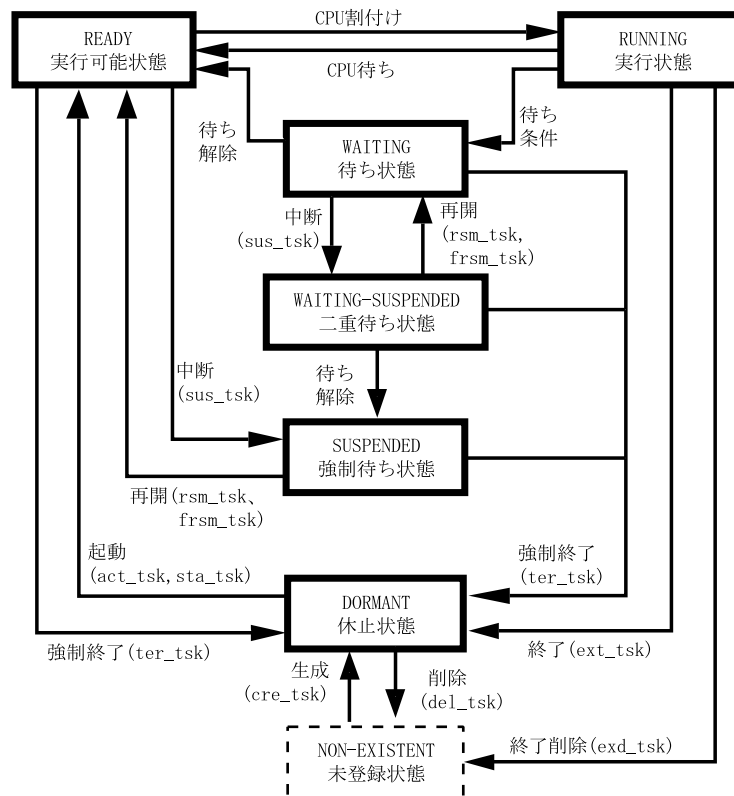 CPU割付け
READY
実行可能状態
RUNNING
実行状態
CPU待ち
待ち
解除
WAITING
待ち状態
待ち
条件
中断
(sus_tsk)
再開
(rsm_tsk,
frsm_tsk)
WAITING-SUSPENDED
二重待ち状態
中断
(sus_tsk)
待ち
解除
SUSPENDED
強制待ち状態
再開(rsm_tsk、
frsm_tsk)
起動
(act_tsk,sta_tsk)
強制終了
(ter_tsk)
DORMANT
休止状態
強制終了(ter_tsk)
終了(ext_tsk)
生成
(cre_tsk)
削除
(del_tsk)
NON-EXISTENT
未登録状態
終了削除(exd_tsk)